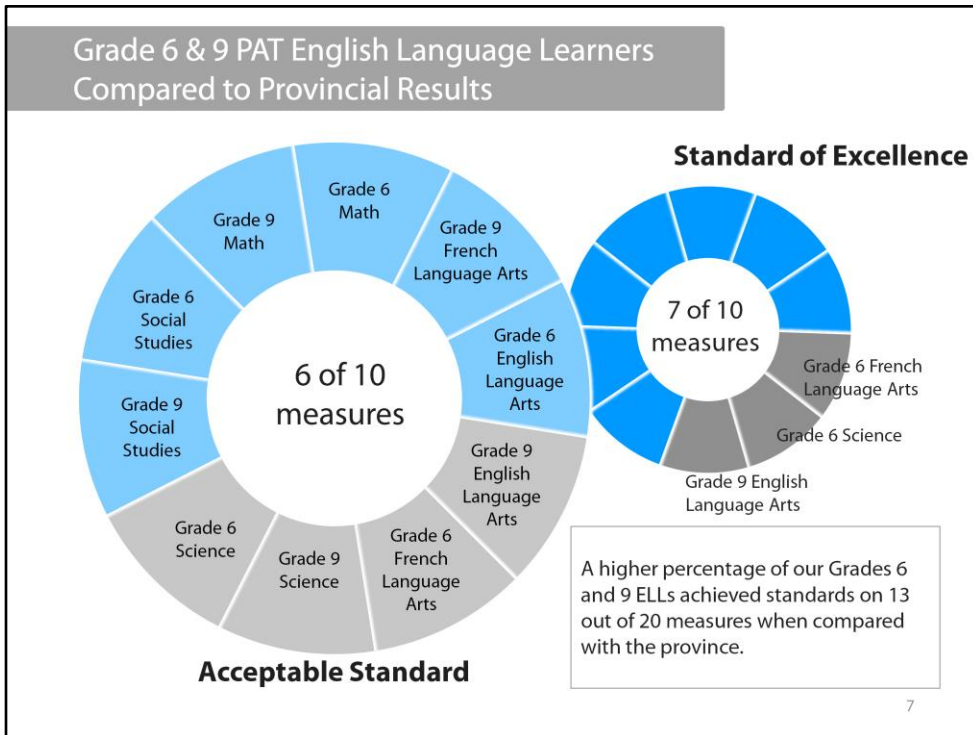 Grade 6 & 9 PAT English Language Learners
Compared to Provincial Results
Standard of Excellence
Grade 6
Math
Grade 9
Math
Grade 9
French
Language Arts
Grade 6
Social
Studies
Grade 6
English
Language
Arts
6 of 10
measures
Grade 9
Social
Studies
Grade 9
English
Language
Arts
Grade 6
Science
Grade 9
Science
Grade 6
French
Language
Arts
Acceptable Standard
7 of 10
measures
Grade 6 French
Language Arts
Grade 6 Science
Grade 9 English
Language Arts
A higher percentage of our Grades 6
and 9 ELLs achieved standards on 13
out of 20 measures when compared
with the province.
7